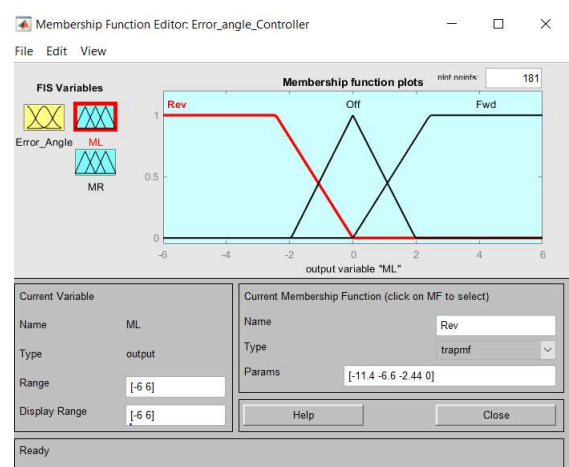 Membership Function Editor: Error_angle_Controller
File Edit View
FIS Variables
Error_Angle
ML
MR
Membership function plots
plot points:
181
Rev
Off
Fwd
1
0.5
0
-6 -4 -2 0 2 4 6
output variable "ML"
Current Variable
Name ML
Type output
Range [-6 6]
Display Range [-6 6]
Current Membership Function (click on MF to select)
Name Rev
Type trapmf
Params [-11.4 -6.6 -2.44 0]
Help Close
Ready